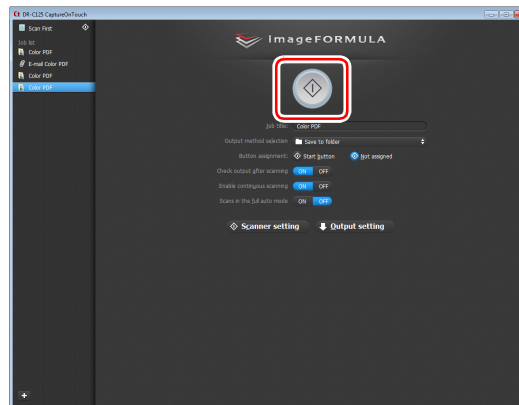 DR-C125 CaptureOnTouch
Scan First
Job list
Color PDF
E-mail Color PDF
Color PDF
Color PDF
imageFORMULA
Job title: Color PDF
Output method selection Save to folder
Button assignment: Start button Not assigned
Check output after scanning ON OFF
Enable continuous scanning ON OFF
Scans in the full auto mode ON OFF
Scanner setting Output setting